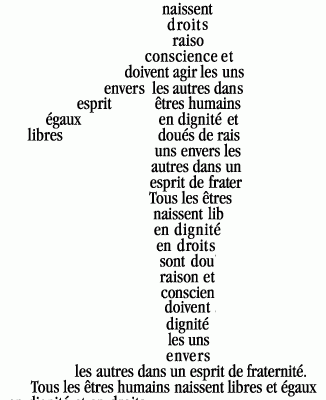 naissent
droits
raiso
conscience et
doivent agir les uns
envers les autres dans
esprit êtres humains
égaux en dignité et
libres doués de rais
uns envers les
autres dans un
esprit de frater
Tous les êtres
naissent lib
en dignité
en droits
sont dou
raison et
conscien
doivent
dignité
les uns
envers
les autres dans un esprit de fraternité.
Tous les êtres humains naissent libres et égaux
en dignité et en droits